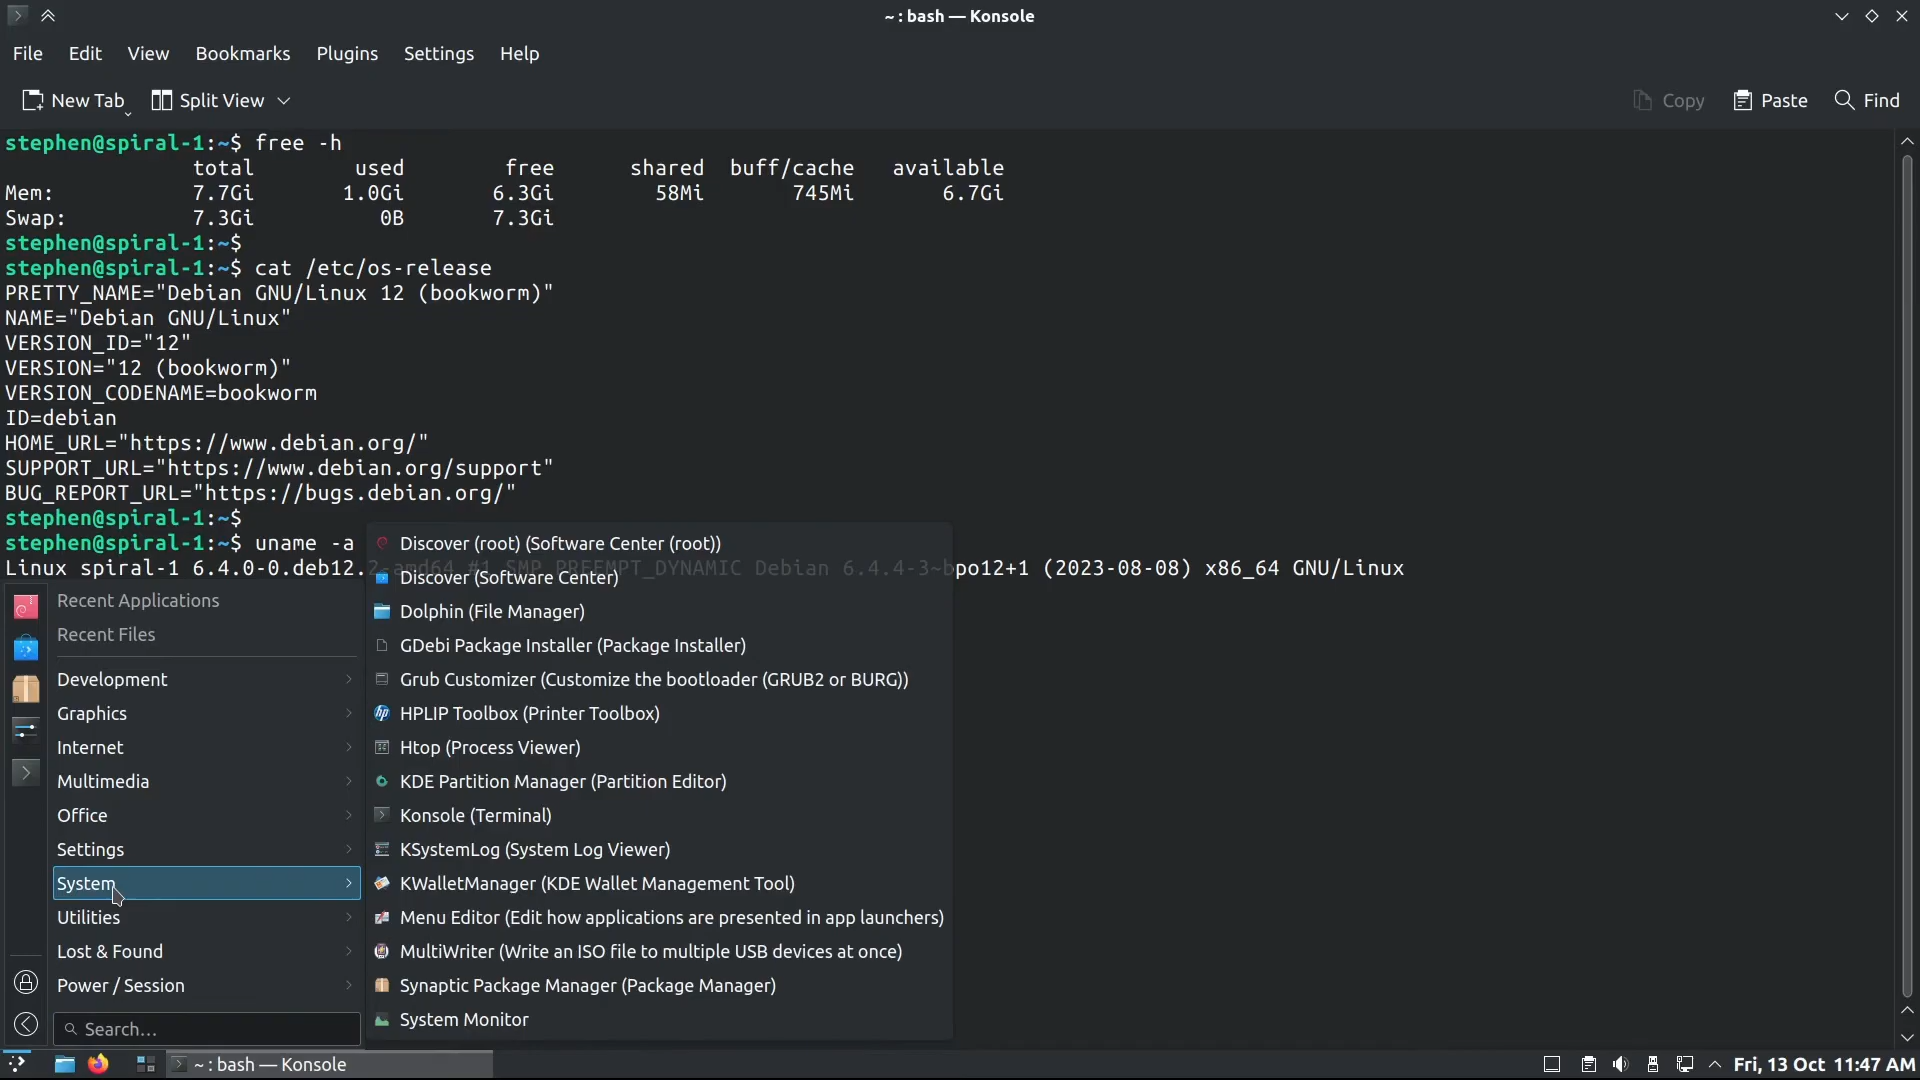 ~ : bash — Konsole
File Edit View Bookmarks Plugins Settings Help
New Tab Split View Copy Paste Find
stephen@spiral-1:~$ free -h
total used free shared buff/cache available
Mem: 7.7Gi 1.0Gi 6.3Gi 58Mi 745Mi 6.7Gi
Swap: 7.3Gi 0B 7.3Gi
stephen@spiral-1:~$
stephen@spiral-1:~$ cat /etc/os-release
PRETTY_NAME="Debian GNU/Linux 12 (bookworm)"
NAME="Debian GNU/Linux"
VERSION_ID="12"
VERSION="12 (bookworm)"
VERSION_CODENAME=bookworm
ID=debian
HOME_URL="https://www.debian.org/"
SUPPORT_URL="https://www.debian.org/support"
BUG_REPORT_URL="https://bugs.debian.org/"
stephen@spiral-1:~$
stephen@spiral-1:~$ uname -a
Linux spiral-1 6.4.0-0.deb12.2-amd64 #1 SMP PREEMPT_DYNAMIC Debian 6.4.4-3~bpo12+1 (2023-08-08) x86_64 GNU/Linux
Recent Applications
Recent Files
Development
Graphics
Internet
Multimedia
Office
Settings
System
Utilities
Lost & Found
Power / Session
Search...
Discover (root) (Software Center (root))
Discover (Software Center)
Dolphin (File Manager)
GDebi Package Installer (Package Installer)
Grub Customizer (Customize the bootloader (GRUB2 or BURG))
HPLIP Toolbox (Printer Toolbox)
Htop (Process Viewer)
KDE Partition Manager (Partition Editor)
Konsole (Terminal)
KSystemLog (System Log Viewer)
KWalletManager (KDE Wallet Management Tool)
Menu Editor (Edit how applications are presented in app launchers)
MultiWriter (Write an ISO file to multiple USB devices at once)
Synaptic Package Manager (Package Manager)
System Monitor
~ : bash — Konsole Fri, 13 Oct 11:47 AM